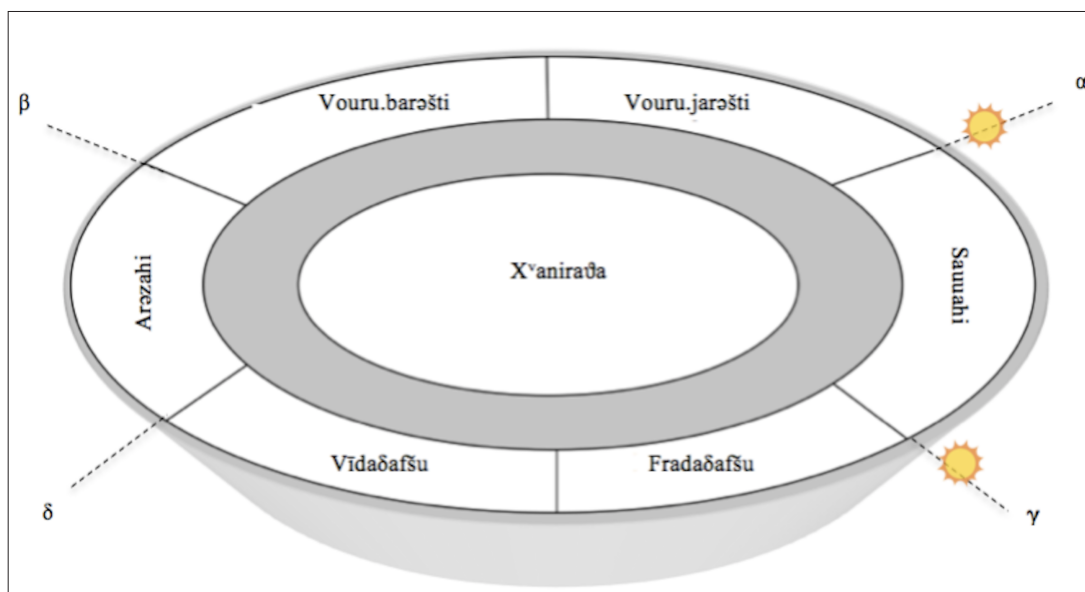 α
β
Vouru.barəšti
Vouru.jarəšti
Arəzahi
Xᵛaniraϑa
Sauuahi
Vīdaδafšu
Fradaδafšu
δ
γ